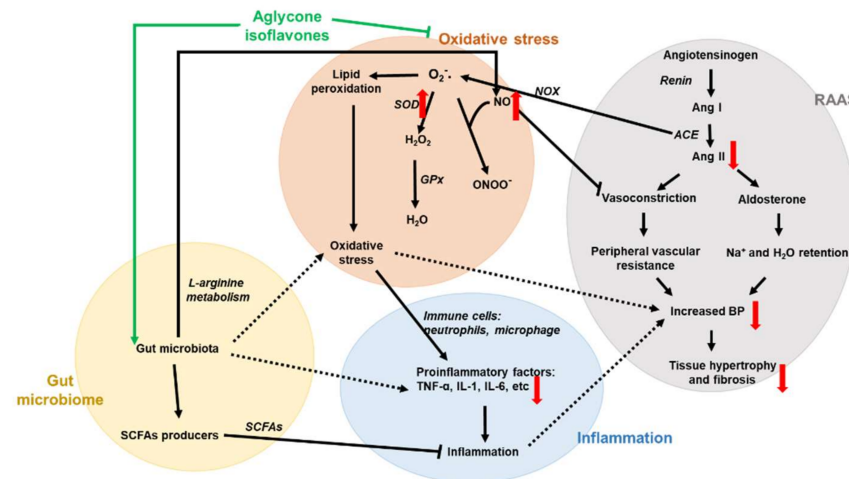 Aglycone
isoflavones
Oxidative stress
Lipid
peroxidation
O₂⁻·
SOD
NO
NOX
H₂O₂
GPx
ONOO⁻
H₂O
Oxidative
stress
Angiotensinogen
Renin
RAAS
Ang I
ACE
Ang II
Vasoconstriction
Aldosterone
Peripheral vascular
resistance
Na⁺ and H₂O retention
Increased BP
Tissue hypertrophy
and fibrosis
L-arginine
metabolism
Gut microbiota
Gut
microbiome
SCFAs producers
SCFAs
Immune cells:
neutrophils, microphage
Proinflammatory factors:
TNF-α, IL-1, IL-6, etc
Inflammation
Inflammation